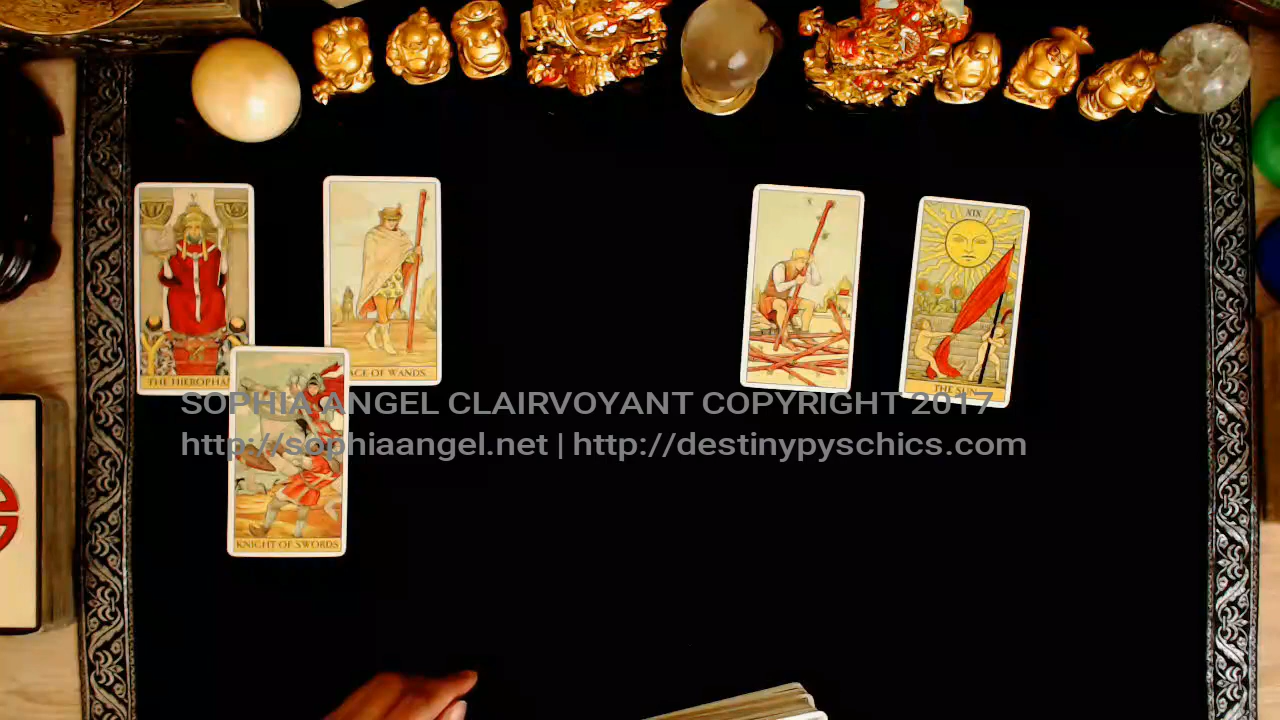 X
XIX
THE HIEROPHA
ACE OF WANDS.
THE SUN
SOPHIA ANGEL CLAIRVOYANT COPYRIGHT 2017
http://sophiaangel.net | http://destinypyschics.com
KNIGHT OF SWORDS